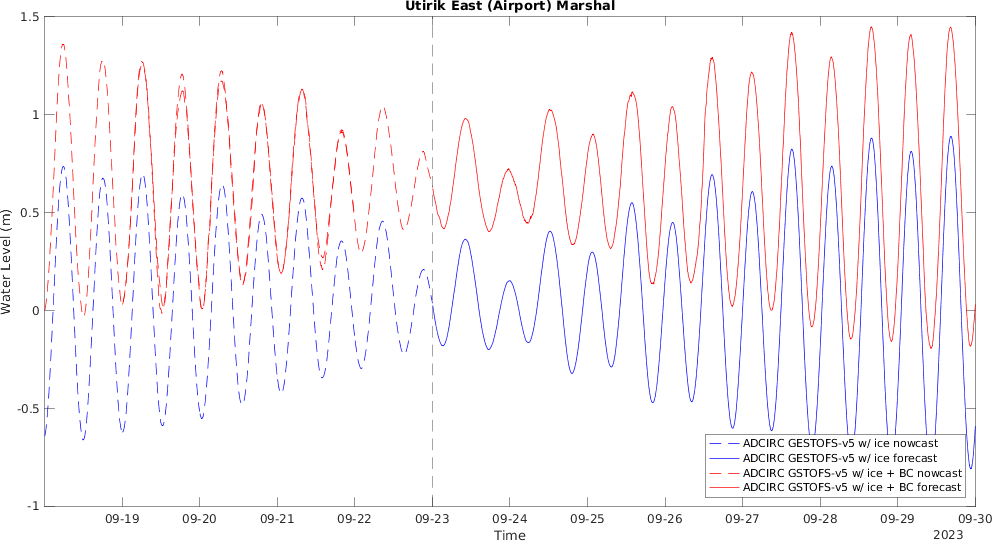 Utirik East (Airport) Marshal
Water Level (m)
1.5
1
0.5
0
-0.5
-1
ADCIRC GESTOFS-v5 w/ ice nowcast
ADCIRC GESTOFS-v5 w/ ice forecast
ADCIRC GSTOFS-v5 w/ ice + BC nowcast
ADCIRC GSTOFS-v5 w/ ice + BC forecast
09-19 09-20 09-21 09-22 09-23 09-24 09-25 09-26 09-27 09-28 09-29 09-30
Time
2023